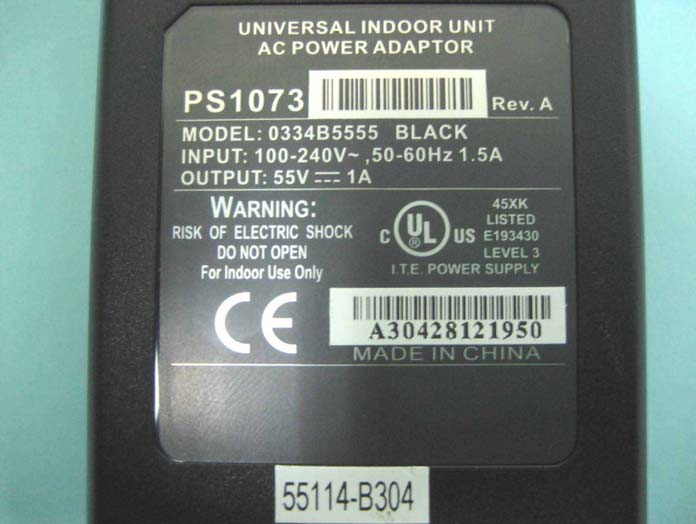 UNIVERSAL INDOOR UNIT
AC POWER ADAPTOR
PS1073 Rev. A
MODEL: 0334B5555 BLACK
INPUT: 100-240V~ ,50-60Hz 1.5A
OUTPUT: 55V ⎓ 1A
WARNING:
RISK OF ELECTRIC SHOCK
DO NOT OPEN
For Indoor Use Only
C UL US
®
45XK
LISTED
E193430
LEVEL 3
I.T.E. POWER SUPPLY
CE
A30428121950
MADE IN CHINA
55114-B304